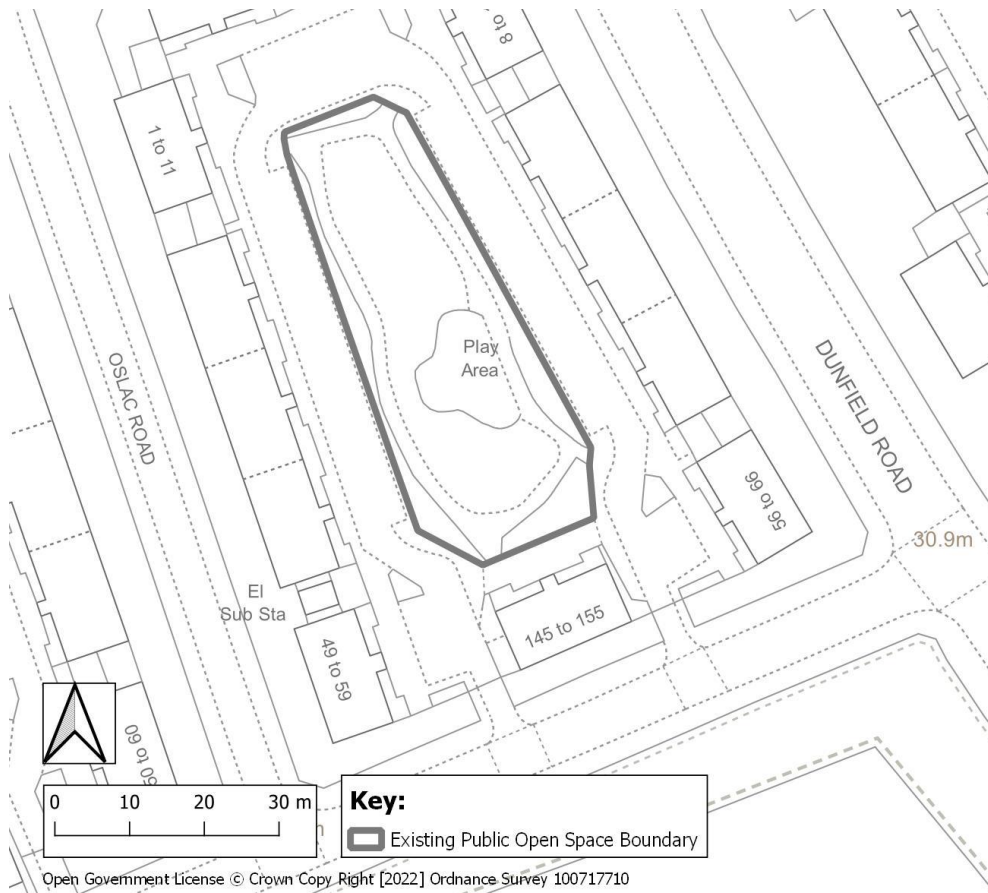 8 to
1 to 11
Play
Area
OSLAC ROAD
DUNFIELD ROAD
56 to 66
30.9m
El
Sub Sta
145 to 155
49 to 59
60 to
0 10 20 30 m
Key:
Existing Public Open Space Boundary
Open Government License © Crown Copy Right [2022] Ordnance Survey 100717710